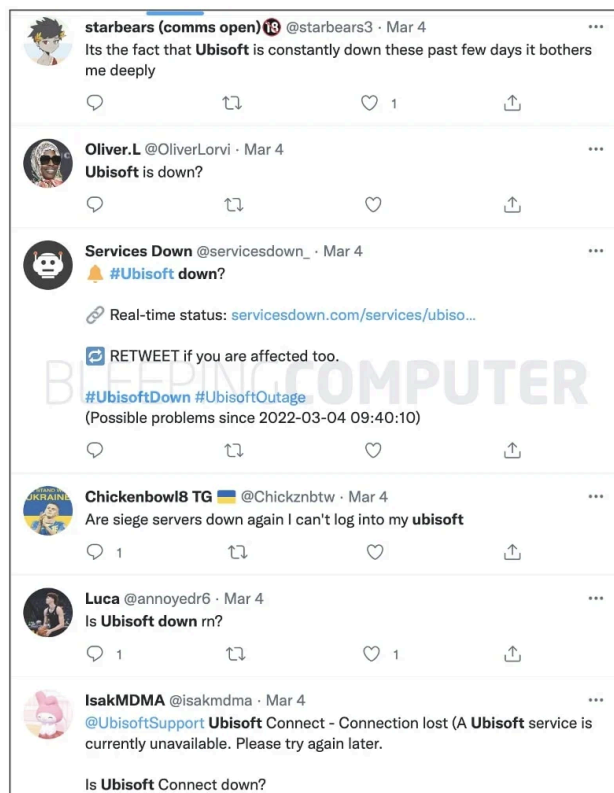 starbears (comms open)🔞 @starbears3 · Mar 4
Its the fact that Ubisoft is constantly down these past few days it bothers
me deeply
1
Oliver.L @OliverLorvi · Mar 4
Ubisoft is down?
Services Down @servicesdown_ · Mar 4
🔔 #Ubisoft down?
🔗 Real-time status: servicesdown.com/services/ubiso...
🔁 RETWEET if you are affected too.
BLEEPINGCOMPUTER
#UbisoftDown #UbisoftOutage
(Possible problems since 2022-03-04 09:40:10)
STAND
UKRAINE
Chickenbowl8 TG 🇺🇦 @Chickznbtw · Mar 4
Are siege servers down again I can't log into my ubisoft
1
Luca @annoyedr6 · Mar 4
Is Ubisoft down rn?
1 1
IsakMDMA @isakmdma · Mar 4
@UbisoftSupport Ubisoft Connect - Connection lost (A Ubisoft service is
currently unavailable. Please try again later.
Is Ubisoft Connect down?